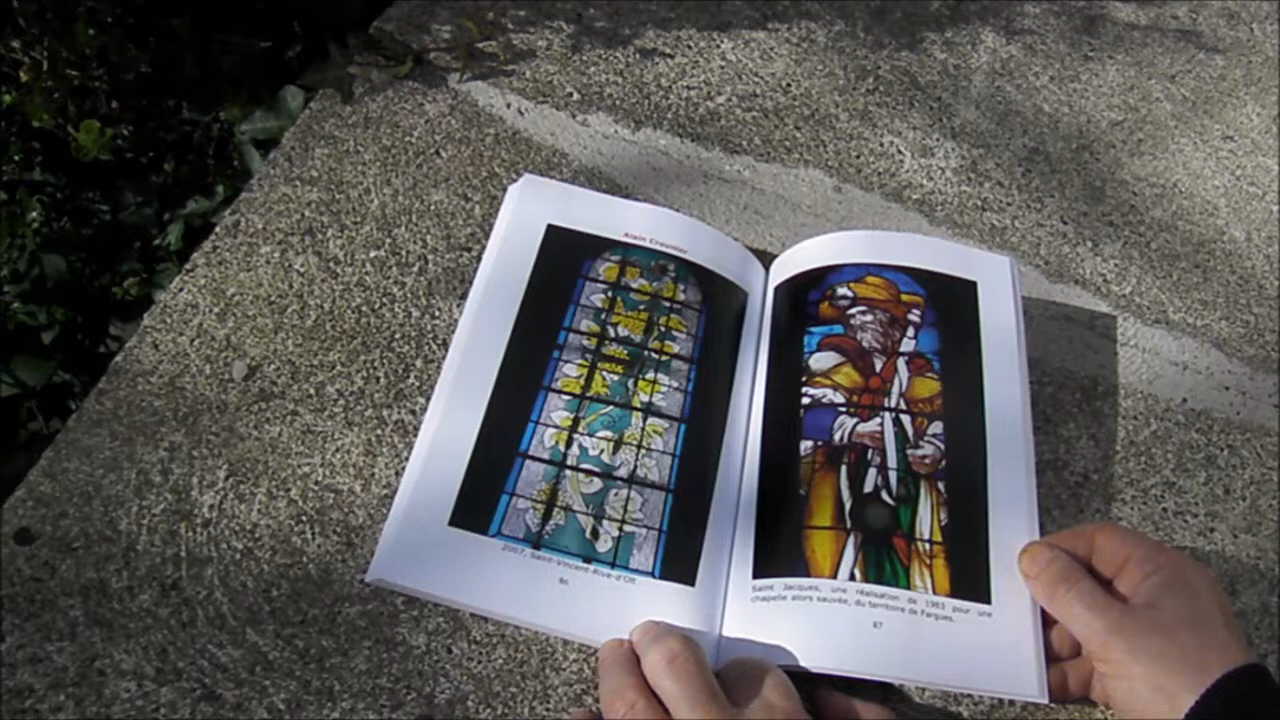 Alain Creunier
2007, Saint-Vincent-Rive-d'Olt
86
Saint Jacques, une réalisation de 1983 pour une
chapelle alors sauvée, du territoire de Fargues.
87